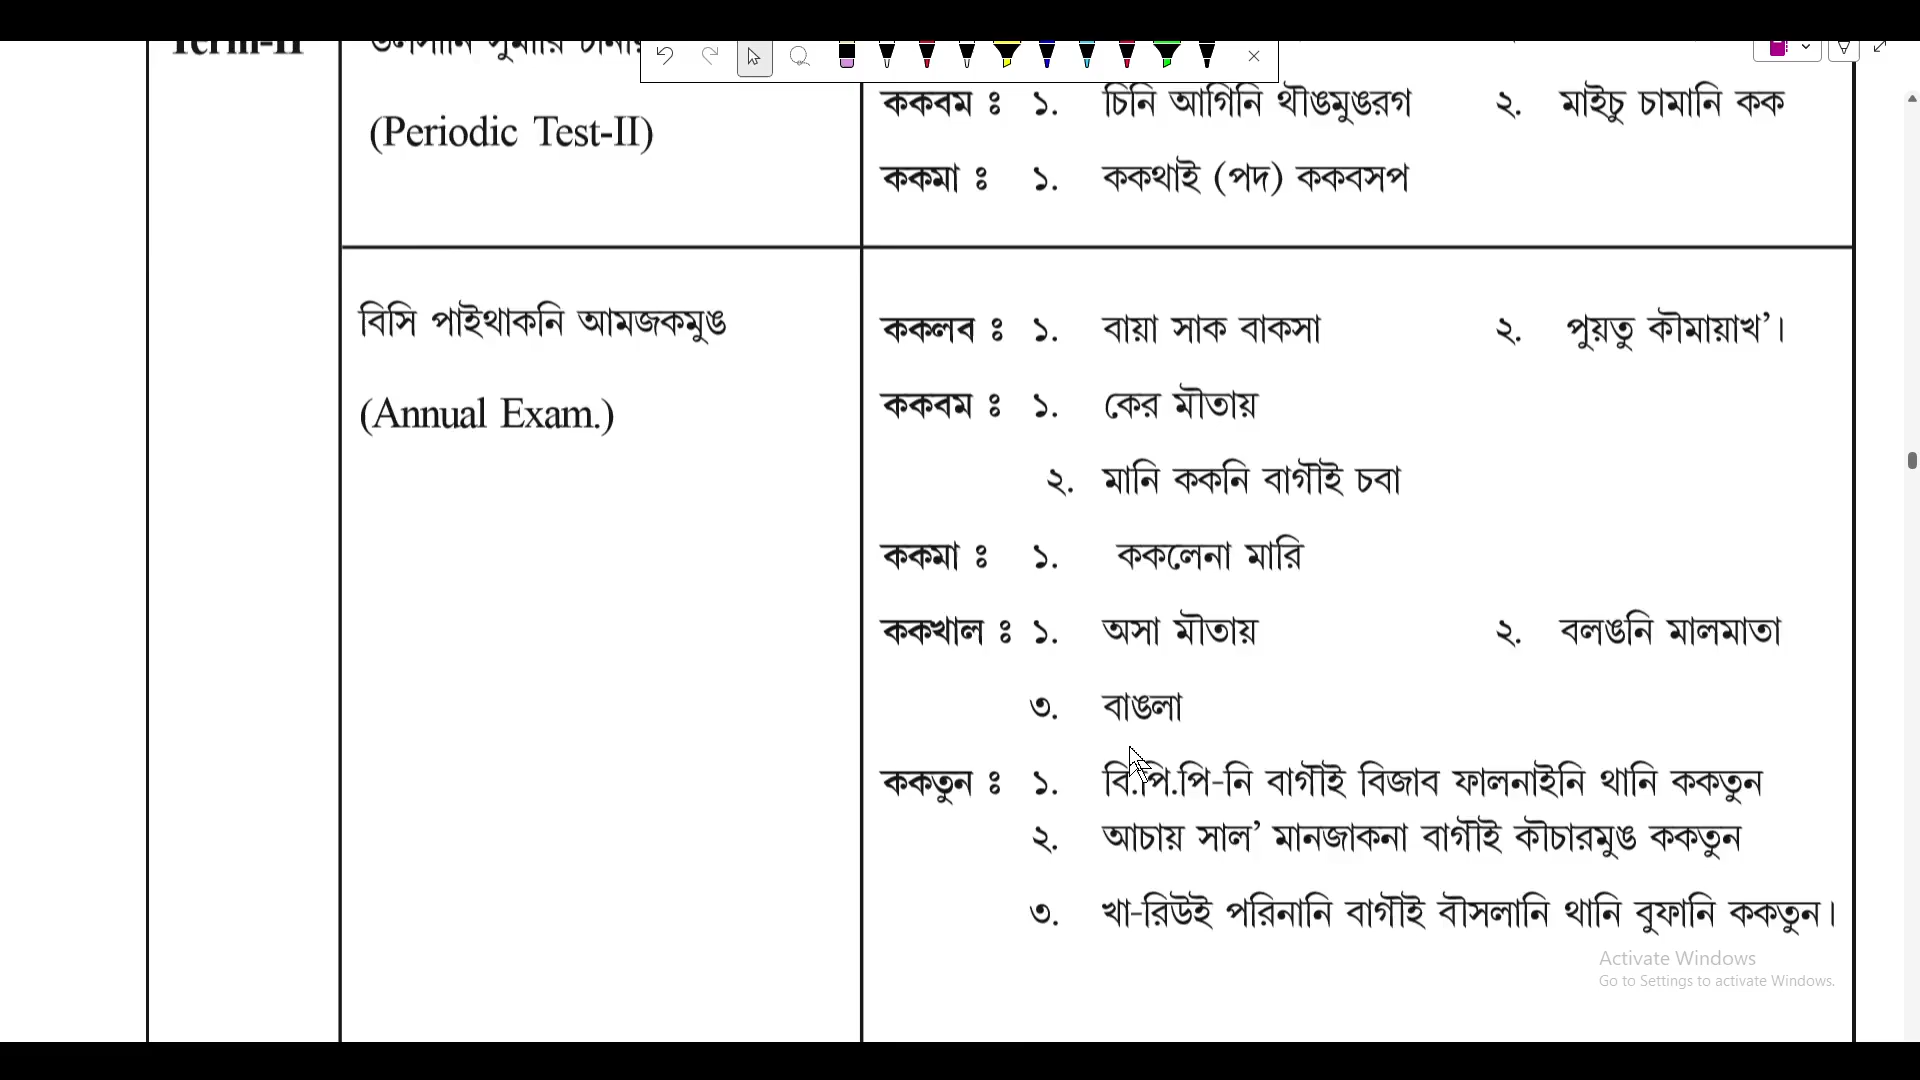 Term-II
(Periodic Test-II)
ককবম ঃ ১. চিনি আগিনি থৗঙমুঙরগ ২. মাইচু চামানি কক
ককমা ঃ ১. ককথাই (পদ) ককবসপ
বিসি পাইথাকনি আমজকমুঙ
(Annual Exam.)
ককলব ঃ ১. বায়া সাক বাকসা ২. পুয়তু কৗমায়াখ’।
ককবম ঃ ১. কের মৗতায়
২. মানি ককনি বাগৗই চবা
ককমা ঃ ১. ককলেনা মারি
ককখাল ঃ ১. অসা মৗতায় ২. বলঙনি মালমাতা
৩. বাঙলা
ককতুন ঃ ১. বি.পি.পি-নি বাগৗই বিজাব ফালনাইনি থানি ককতুন
২. আচায় সাল’ মানজাকনা বাগৗই কৗচারমুঙ ককতুন
৩. খা-রিউই পরিনানি বাগৗই বৗসলানি থানি বুফানি ককতুন।
Activate Windows
Go to Settings to activate Windows.